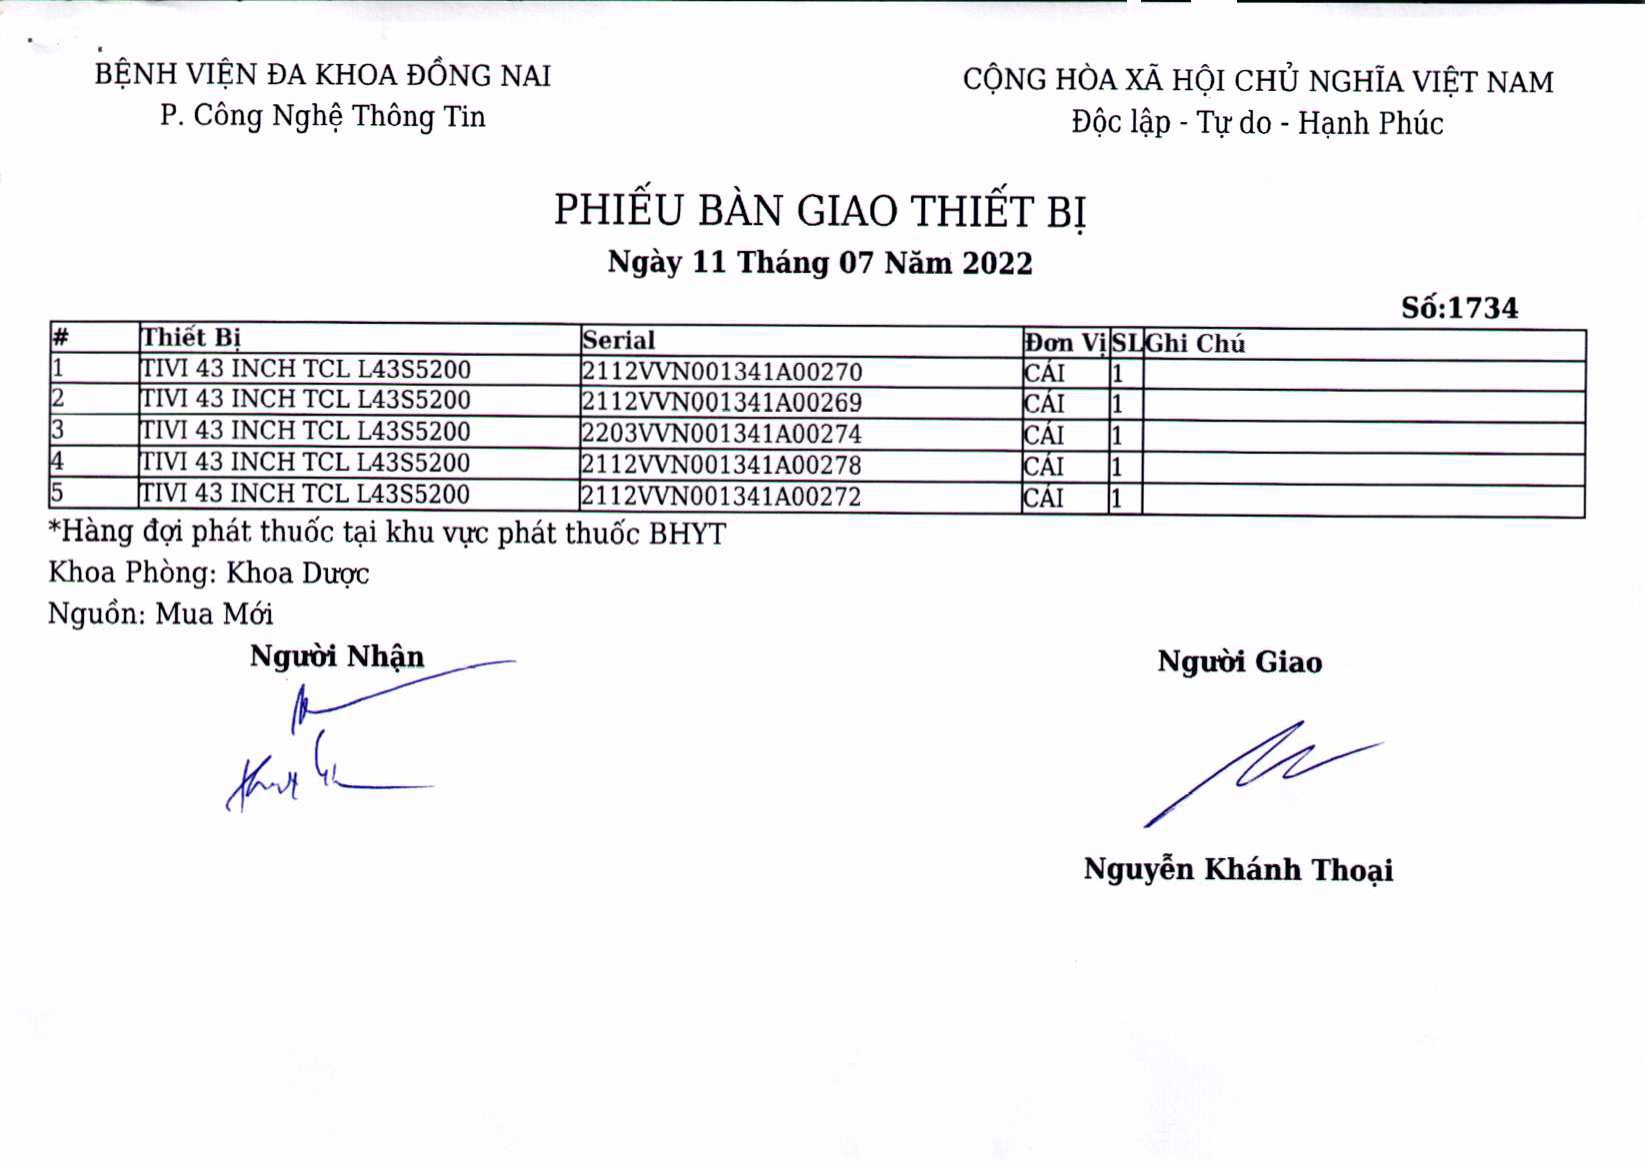 BỆNH VIỆN ĐA KHOA ĐỒNG NAI
P. Công Nghệ Thông Tin
CỘNG HÒA XÃ HỘI CHỦ NGHĨA VIỆT NAM
Độc lập - Tự do - Hạnh Phúc
PHIẾU BÀN GIAO THIẾT BỊ
Ngày 11 Tháng 07 Năm 2022
Số:1734
# Thiết Bị Serial Đơn Vị SL Ghi Chú
1 TIVI 43 INCH TCL L43S5200 2112VVN001341A00270 CÁI 1
2 TIVI 43 INCH TCL L43S5200 2112VVN001341A00269 CÁI 1
3 TIVI 43 INCH TCL L43S5200 2203VVN001341A00274 CÁI 1
4 TIVI 43 INCH TCL L43S5200 2112VVN001341A00278 CÁI 1
5 TIVI 43 INCH TCL L43S5200 2112VVN001341A00272 CÁI 1
*Hàng đợi phát thuốc tại khu vực phát thuốc BHYT
Khoa Phòng: Khoa Dược
Nguồn: Mua Mới
Người Nhận
Người Giao
Nguyễn Khánh Thoại